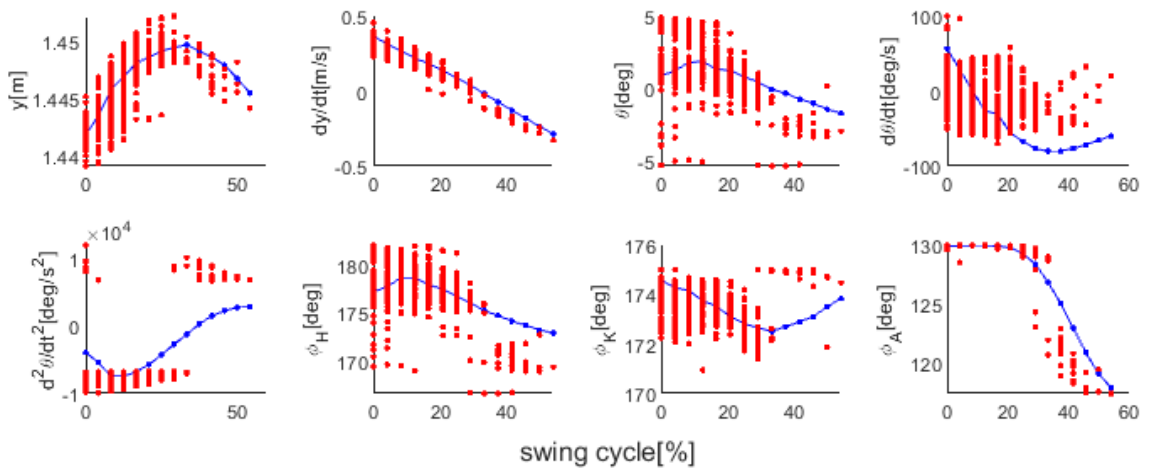 y[m]
1.45
1.445
1.44
0 50
dy/dt[m/s]
0.5
0
-0.5
0 20 40
θ[deg]
5
0
-5
0 20 40
dθ/dt[deg/s]
100
0
-100
0 20 40 60
d²θ/dt²[deg/s²]
×10⁴
1
0
-1
0 50
ϕ_H[deg]
180
175
170
0 20 40
ϕ_K[deg]
176
174
172
170
0 20 40
ϕ_A[deg]
130
125
120
0 20 40 60
swing cycle[%]